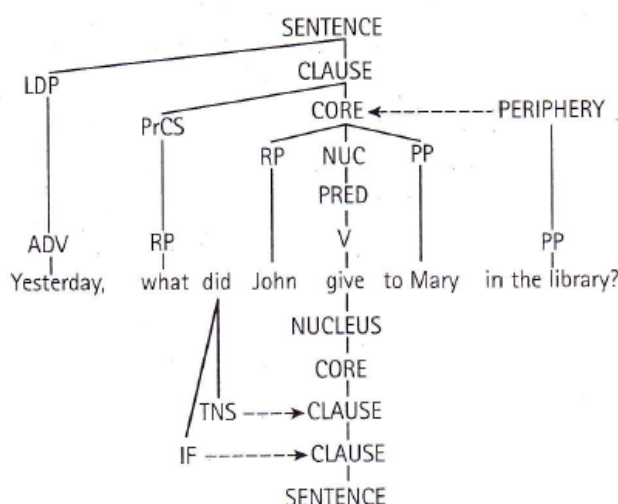 SENTENCE
LDP
CLAUSE
PrCS
CORE
PERIPHERY
RP NUC PP
PRED
ADV RP V PP
Yesterday, what did John give to Mary in the library?
NUCLEUS
CORE
TNS CLAUSE
IF CLAUSE
SENTENCE